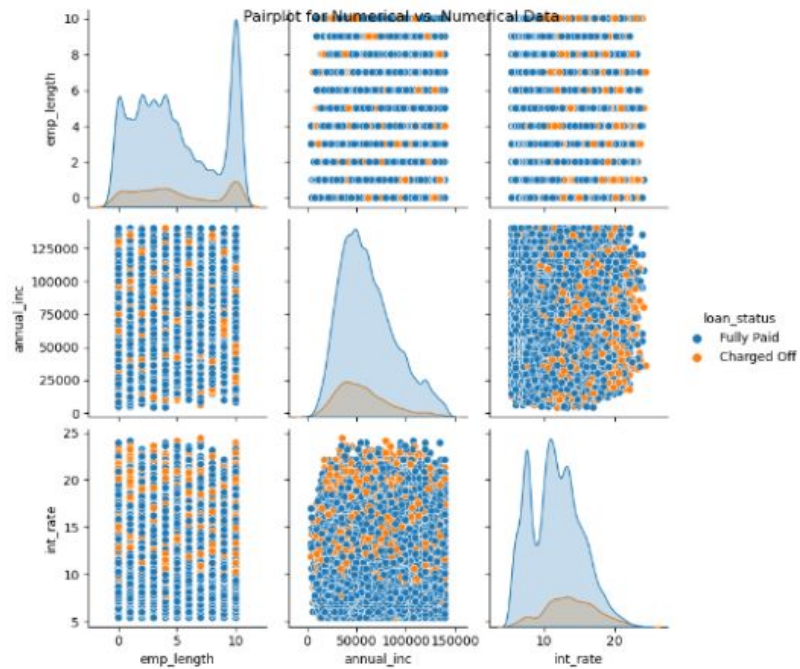 Pairplot for Numerical vs. Numerical Data
10
8
6
4
2
0
emp_length
125000
100000
75000
50000
25000
0
annual_inc
loan_status
Fully Paid
Charged Off
25
20
15
10
5
int_rate
0 5 10
emp_length
0 50000 100000 150000
annual_inc
10 20
int_rate